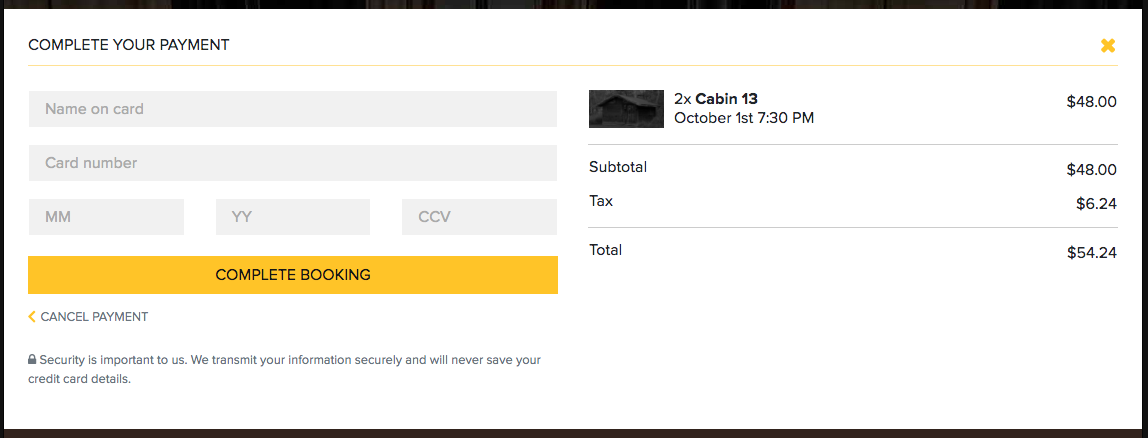 COMPLETE YOUR PAYMENT
Name on card
Card number
MM
YY
CCV
COMPLETE BOOKING
CANCEL PAYMENT
Security is important to us. We transmit your information securely and will never save your
credit card details.
2x Cabin 13
October 1st 7:30 PM
$48.00
Subtotal
$48.00
Tax
$6.24
Total
$54.24